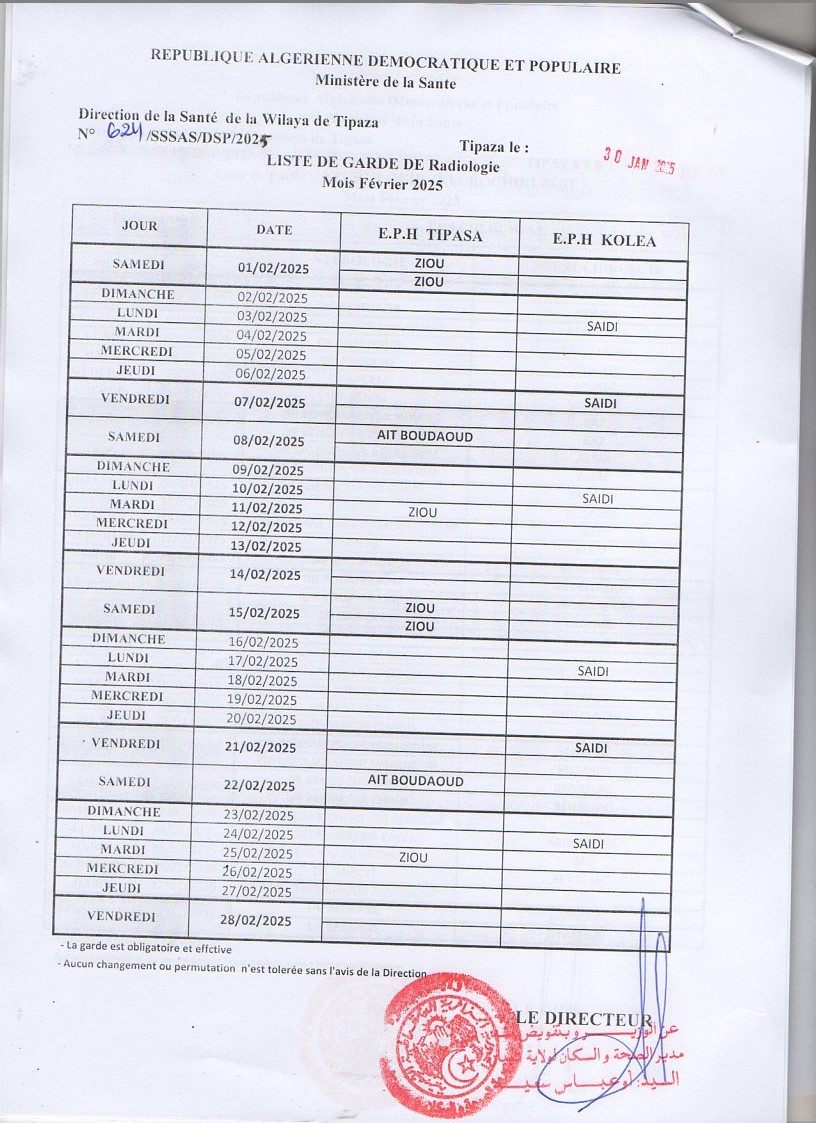 REPUBLIQUE ALGERIENNE DEMOCRATIQUE ET POPULAIRE
Ministère de la Sante
Direction de la Santé de la Wilaya de Tipaza
N° 624/SSSAS/DSP/2025
Tipaza le : 30 JAN 2025
LISTE DE GARDE DE Radiologie
Mois Février 2025
JOUR DATE E.P.H TIPASA E.P.H KOLEA
SAMEDI 01/02/2025 ZIOU
ZIOU
DIMANCHE 02/02/2025
LUNDI 03/02/2025 SAIDI
MARDI 04/02/2025
MERCREDI 05/02/2025
JEUDI 06/02/2025
VENDREDI 07/02/2025 SAIDI
SAMEDI 08/02/2025 AIT BOUDAOUD
DIMANCHE 09/02/2025
LUNDI 10/02/2025 SAIDI
MARDI 11/02/2025 ZIOU
MERCREDI 12/02/2025
JEUDI 13/02/2025
VENDREDI 14/02/2025
SAMEDI 15/02/2025 ZIOU
ZIOU
DIMANCHE 16/02/2025
LUNDI 17/02/2025 SAIDI
MARDI 18/02/2025
MERCREDI 19/02/2025
JEUDI 20/02/2025
VENDREDI 21/02/2025 SAIDI
SAMEDI 22/02/2025 AIT BOUDAOUD
DIMANCHE 23/02/2025
LUNDI 24/02/2025 SAIDI
MARDI 25/02/2025 ZIOU
MERCREDI 26/02/2025
JEUDI 27/02/2025
VENDREDI 28/02/2025
- La garde est obligatoire et effctive
- Aucun changement ou permutation n'est tolerée sans l'avis de la Direction
LE DIRECTEUR
عن الوزير و بتفويض
مدير الصحة و السكان لولاية
السيد: أوعباس